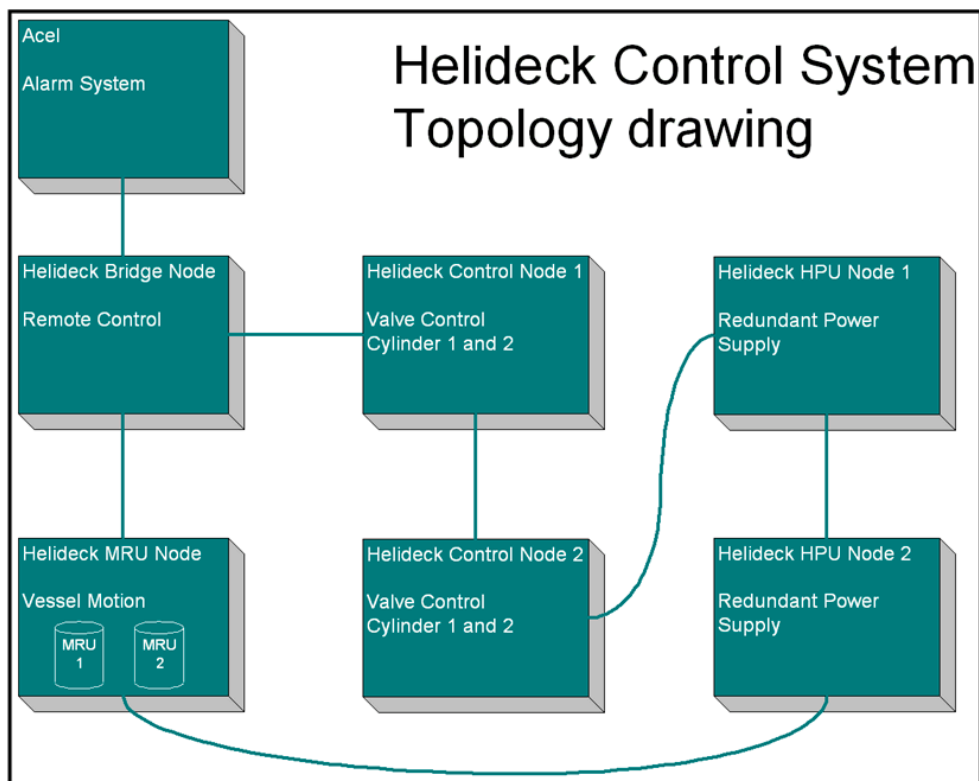 Helideck Control System
Topology drawing
Acel
Alarm System
Helideck Bridge Node
Remote Control
Helideck Control Node 1
Valve Control
Cylinder 1 and 2
Helideck HPU Node 1
Redundant Power
Supply
Helideck MRU Node
Vessel Motion
MRU
1
MRU
2
Helideck Control Node 2
Valve Control
Cylinder 1 and 2
Helideck HPU Node 2
Redundant Power
Supply